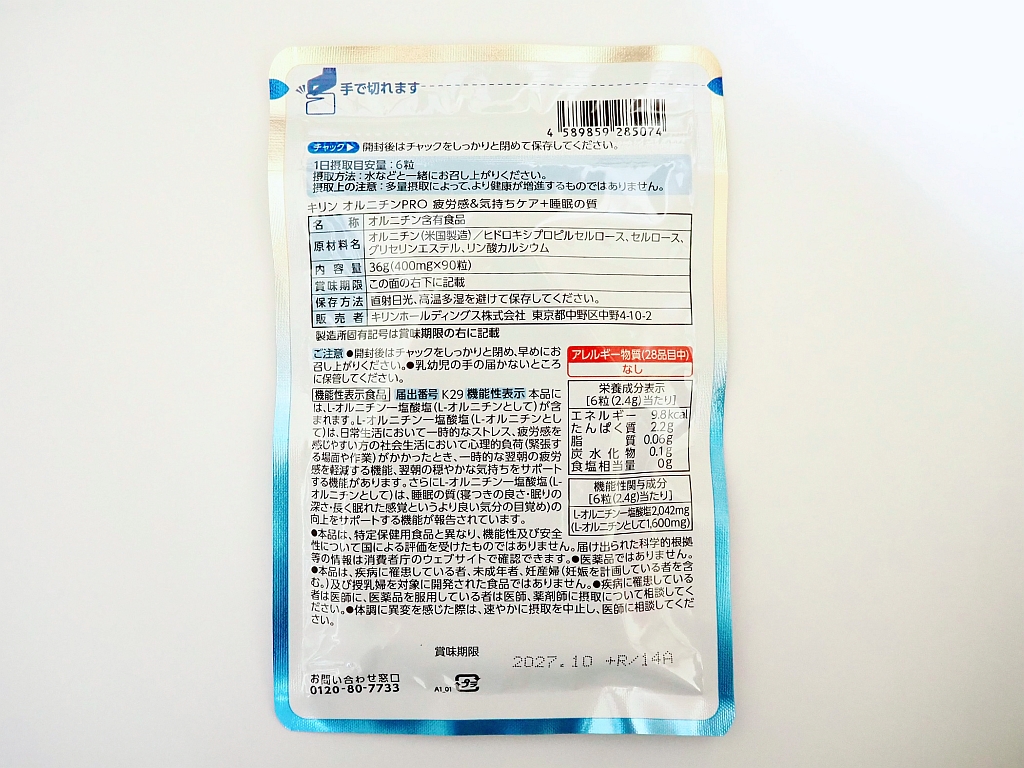 手で切れます
4 589859 285074
チャック 開封後はチャックをしっかりと閉めて保存してください。
1日摂取目安量:6粒
摂取方法:水などと一緒にお召し上がりください。
摂取上の注意:多量摂取によって、より健康が増進するものではありません。
キリン オルニチンPRO 疲労感&気持ちケア+睡眠の質
名称 オルニチン含有食品
原材料名 オルニチン(米国製造)/ヒドロキシプロピルセルロース、セルロース、
グリセリンエステル、リン酸カルシウム
内容量 36g(400mg×90粒)
賞味期限 この面の右下に記載
保存方法 直射日光、高温多湿を避けて保存してください。
販売者 キリンホールディングス株式会社 東京都中野区中野4-10-2
製造所固有記号は賞味期限の右に記載
ご注意 ●開封後はチャックをしっかりと閉め、早めにお
召し上がりください。●乳幼児の手の届かないところ
に保管してください。
アレルギー物質(28品目中)
なし
機能性表示食品 届出番号 K29 機能性表示 本品に
は、L-オルニチン一塩酸塩(L-オルニチンとして)が含
まれます。L-オルニチン一塩酸塩(L-オルニチンとし
て)は、日常生活において一時的なストレス、疲労感を
感じやすい方の社会生活において心理的負荷(緊張す
る場面や作業)がかかったとき、一時的な翌朝の疲労
感を軽減する機能、翌朝の穏やかな気持ちをサポート
する機能があります。さらにL-オルニチン一塩酸塩(L-
オルニチンとして)は、睡眠の質(寝つきの良さ・眠りの
深さ・長く眠れた感覚というより良い気分の目覚め)の
向上をサポートする機能が報告されています。
栄養成分表示
[6粒(2.4g)当たり]
エネルギー 9.8kcal
たんぱく質 2.2g
脂質 0.06g
炭水化物 0.1g
食塩相当量 0g
機能性関与成分
[6粒(2.4g)当たり]
L-オルニチン一塩酸塩2,042mg
(L-オルニチンとして1,600mg)
●本品は、特定保健用食品と異なり、機能性及び安全
性について国による評価を受けたものではありません。届け出られた科学的根拠
等の情報は消費者庁のウェブサイトで確認できます。●医薬品ではありません。
●本品は、疾病に罹患している者、未成年者、妊産婦(妊娠を計画している者を含
む。)及び授乳婦を対象に開発された食品ではありません。●疾病に罹患している
者は医師に、医薬品を服用している者は医師、薬剤師に摂取について相談してく
ださい。●体調に異変を感じた際は、速やかに摂取を中止し、医師に相談してくだ
さい。
賞味期限 2027.10 +R/14A
お問い合わせ窓口
0120-80-7733
A1_01
プラ